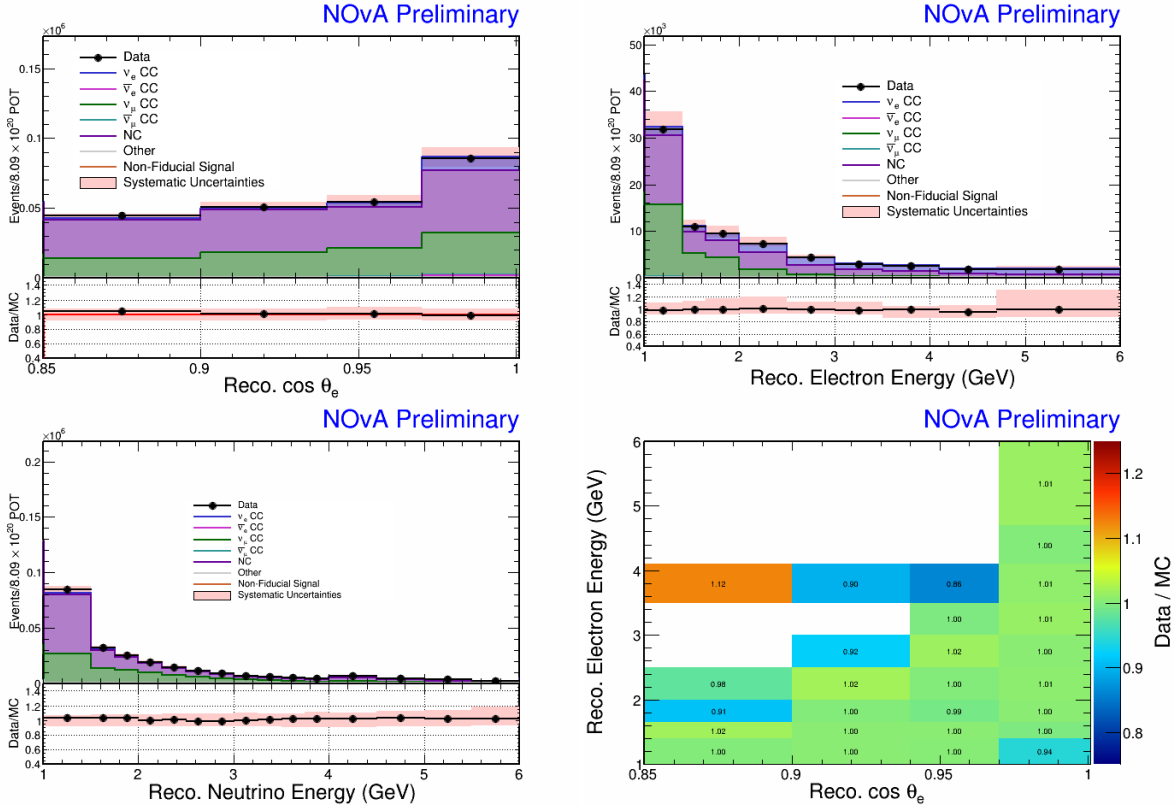 NOvA Preliminary
×10⁶
Events/8.09 × 10²⁰ POT
0.15
0.1
0.05
0
Data
νₑ CC
ν̅ₑ CC
ν_μ CC
ν̅_μ CC
NC
Other
Non-Fiducial Signal
Systematic Uncertainties
Data/MC
1.4
1.2
1
0.8
0.6
0.4
0.85 0.9 0.95 1
Reco. cos θₑ
NOvA Preliminary
×10³
Events/8.09 × 10²⁰ POT
50
40
30
20
10
0
Data
νₑ CC
ν̅ₑ CC
ν_μ CC
ν̅_μ CC
NC
Other
Non-Fiducial Signal
Systematic Uncertainties
Data/MC
1.4
1.2
1
0.8
0.6
0.4
1 2 3 4 5 6
Reco. Electron Energy (GeV)
NOvA Preliminary
×10⁶
Events/8.09 × 10²⁰ POT
0.2
0.15
0.1
0.05
0
Data
νₑ CC
ν̅ₑ CC
ν_μ CC
ν̅_μ CC
NC
Other
Non-Fiducial Signal
Systematic Uncertainties
Data/MC
1.4
1.2
1
0.8
0.6
0.4
1 2 3 4 5 6
Reco. Neutrino Energy (GeV)
NOvA Preliminary
Reco. Electron Energy (GeV)
6
5
4
3
2
1
1.01
1.00
1.12 0.90 0.86 1.01
1.00 1.01
0.92 1.02 1.00
0.98 1.02 1.00 1.01
0.91 1.00 0.99 1.00
1.02 1.00 1.00 1.00
1.00 1.00 1.00 0.94
0.85 0.9 0.95 1
Reco. cos θₑ
1.2
1.1
1
0.9
0.8
Data / MC